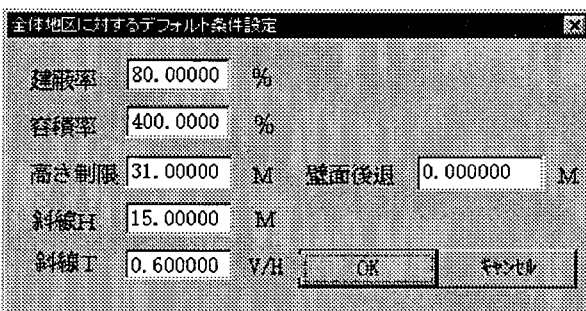 全体地区に対するデフォルト条件設定
建蔽率 80.00000 %
容積率 400.0000 %
高さ制限 31.00000 M 壁面後退 0.000000 M
斜線H 15.00000 M
斜線T 0.600000 V/H OK キャンセル